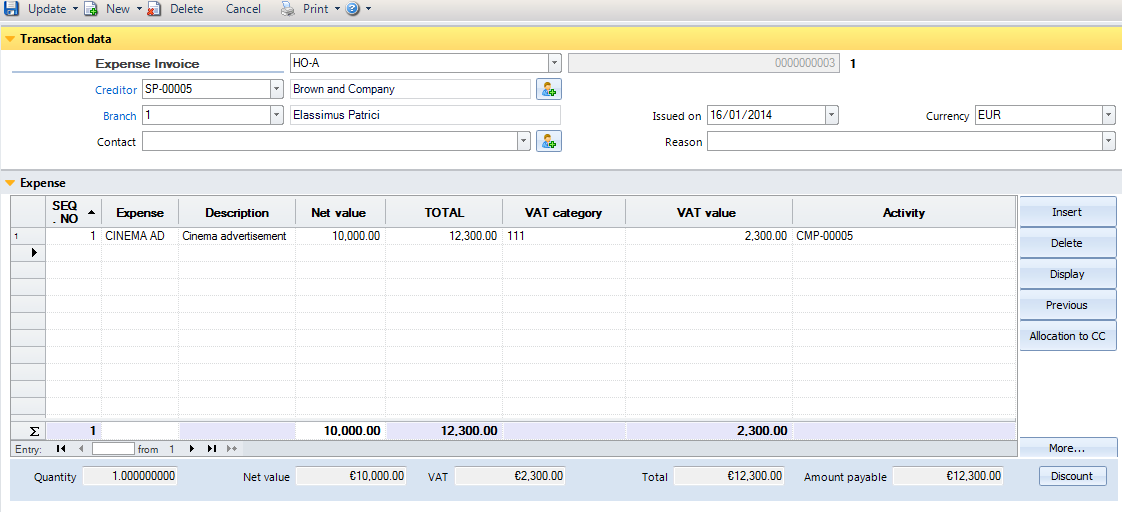 Update New Delete Cancel Print ?
Transaction data
Expense Invoice HO-A 0000000003 1
Creditor SP-00005 Brown and Company
Branch 1 Elassimus Patrici Issued on 16/01/2014 Currency EUR
Contact Reason
Expense
SEQ. NO Expense Description Net value TOTAL VAT category VAT value Activity
1 1 CINEMA AD Cinema advertisement 10,000.00 12,300.00 111 2,300.00 CMP-00005
Insert
Delete
Display
Previous
Allocation to CC
Σ 1 10,000.00 12,300.00 2,300.00
Entry: from 1 More...
Quantity 1.000000000 Net value €10,000.00 VAT €2,300.00 Total €12,300.00 Amount payable €12,300.00 Discount